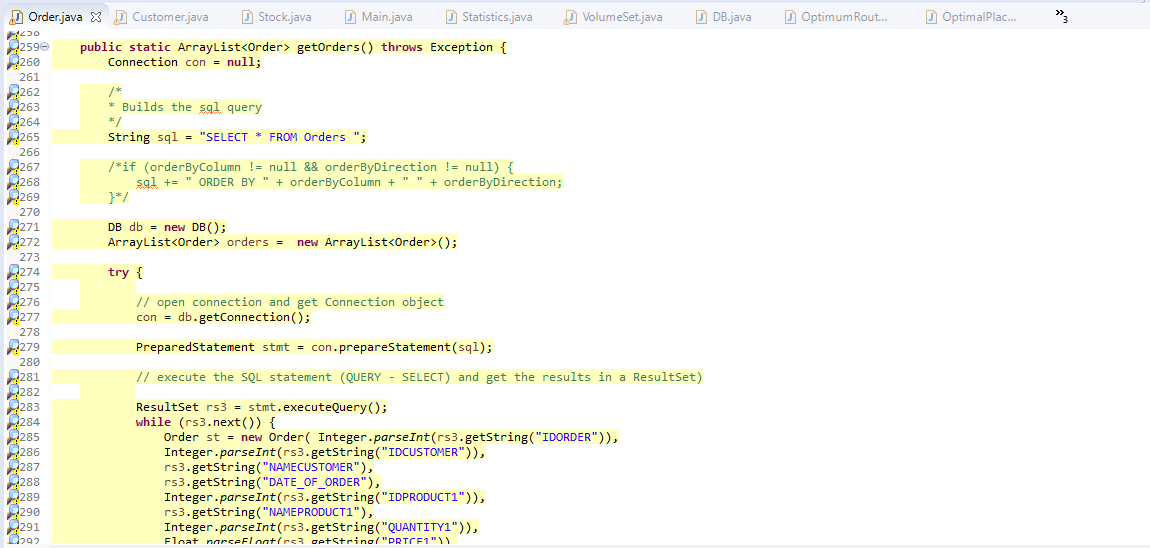 Order.java Customer.java Stock.java Main.java Statistics.java VolumeSet.java DB.java OptimumRout... OptimalPlac... »3
258
259 public static ArrayList<Order> getOrders() throws Exception {
260 Connection con = null;
261
262 /*
263 * Builds the sql query
264 */
265 String sql = "SELECT * FROM Orders ";
266
267 /*if (orderByColumn != null && orderByDirection != null) {
268 sql += " ORDER BY " + orderByColumn + " " + orderByDirection;
269 }*/
270
271 DB db = new DB();
272 ArrayList<Order> orders =  new ArrayList<Order>();
273
274 try {
275
276 // open connection and get Connection object
277 con = db.getConnection();
278
279 PreparedStatement stmt = con.prepareStatement(sql);
280
281 // execute the SQL statement (QUERY - SELECT) and get the results in a ResultSet)
282
283 ResultSet rs3 = stmt.executeQuery();
284 while (rs3.next()) {
285 Order st = new Order( Integer.parseInt(rs3.getString("IDORDER")),
286 Integer.parseInt(rs3.getString("IDCUSTOMER")),
287 rs3.getString("NAMECUSTOMER"),
288 rs3.getString("DATE_OF_ORDER"),
289 Integer.parseInt(rs3.getString("IDPRODUCT1")),
290 rs3.getString("NAMEPRODUCT1"),
291 Integer.parseInt(rs3.getString("QUANTITY1")),
292 Float.parseFloat(rs3.getString("PRICE1")),